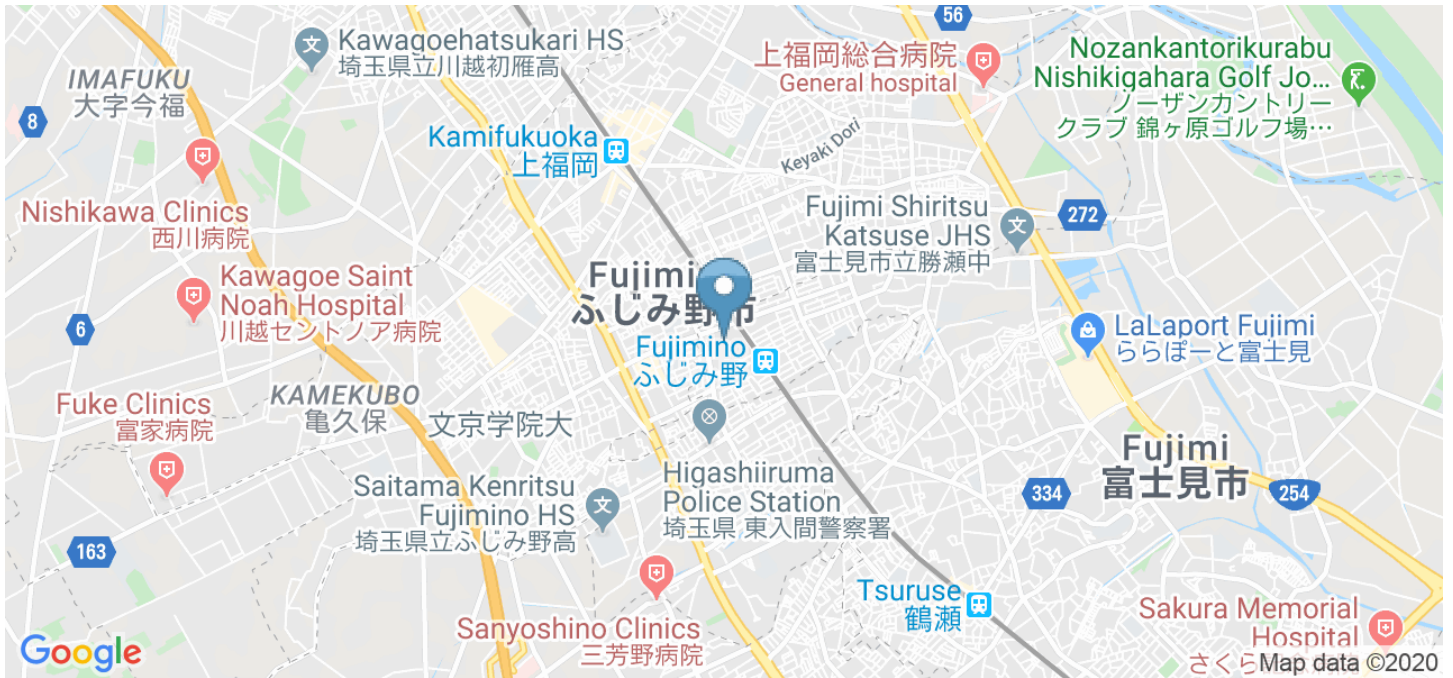 56
Kawagoehatsukari HS
埼玉県立川越初雁高
上福岡総合病院
General hospital
Nozankantorikurabu
Nishikigahara Golf Jo...
ノーザンカントリー
クラブ 錦ヶ原ゴルフ場…
IMAFUKU
大字今福
8
Kamifukuoka
上福岡
Keyaki Dori
Nishikawa Clinics
西川病院
Fujimi Shiritsu
Katsuse JHS
富士見市立勝瀬中
272
Kawagoe Saint
Noah Hospital
川越セントノア病院
Fujimi
ふじみ野市
6
LaLaport Fujimi
ららぽーと富士見
Fujimino
ふじみ野
KAMEKUBO
亀久保
Fuke Clinics
富家病院
文京学院大
Fujimi
富士見市
Higashiiruma
Police Station
埼玉県 東入間警察署
Saitama Kenritsu
Fujimino HS
埼玉県立ふじみ野高
334
254
163
Tsuruse
鶴瀬
Sanyoshino Clinics
三芳野病院
Sakura Memorial
Hospital
さくら
Google
Map data ©2020